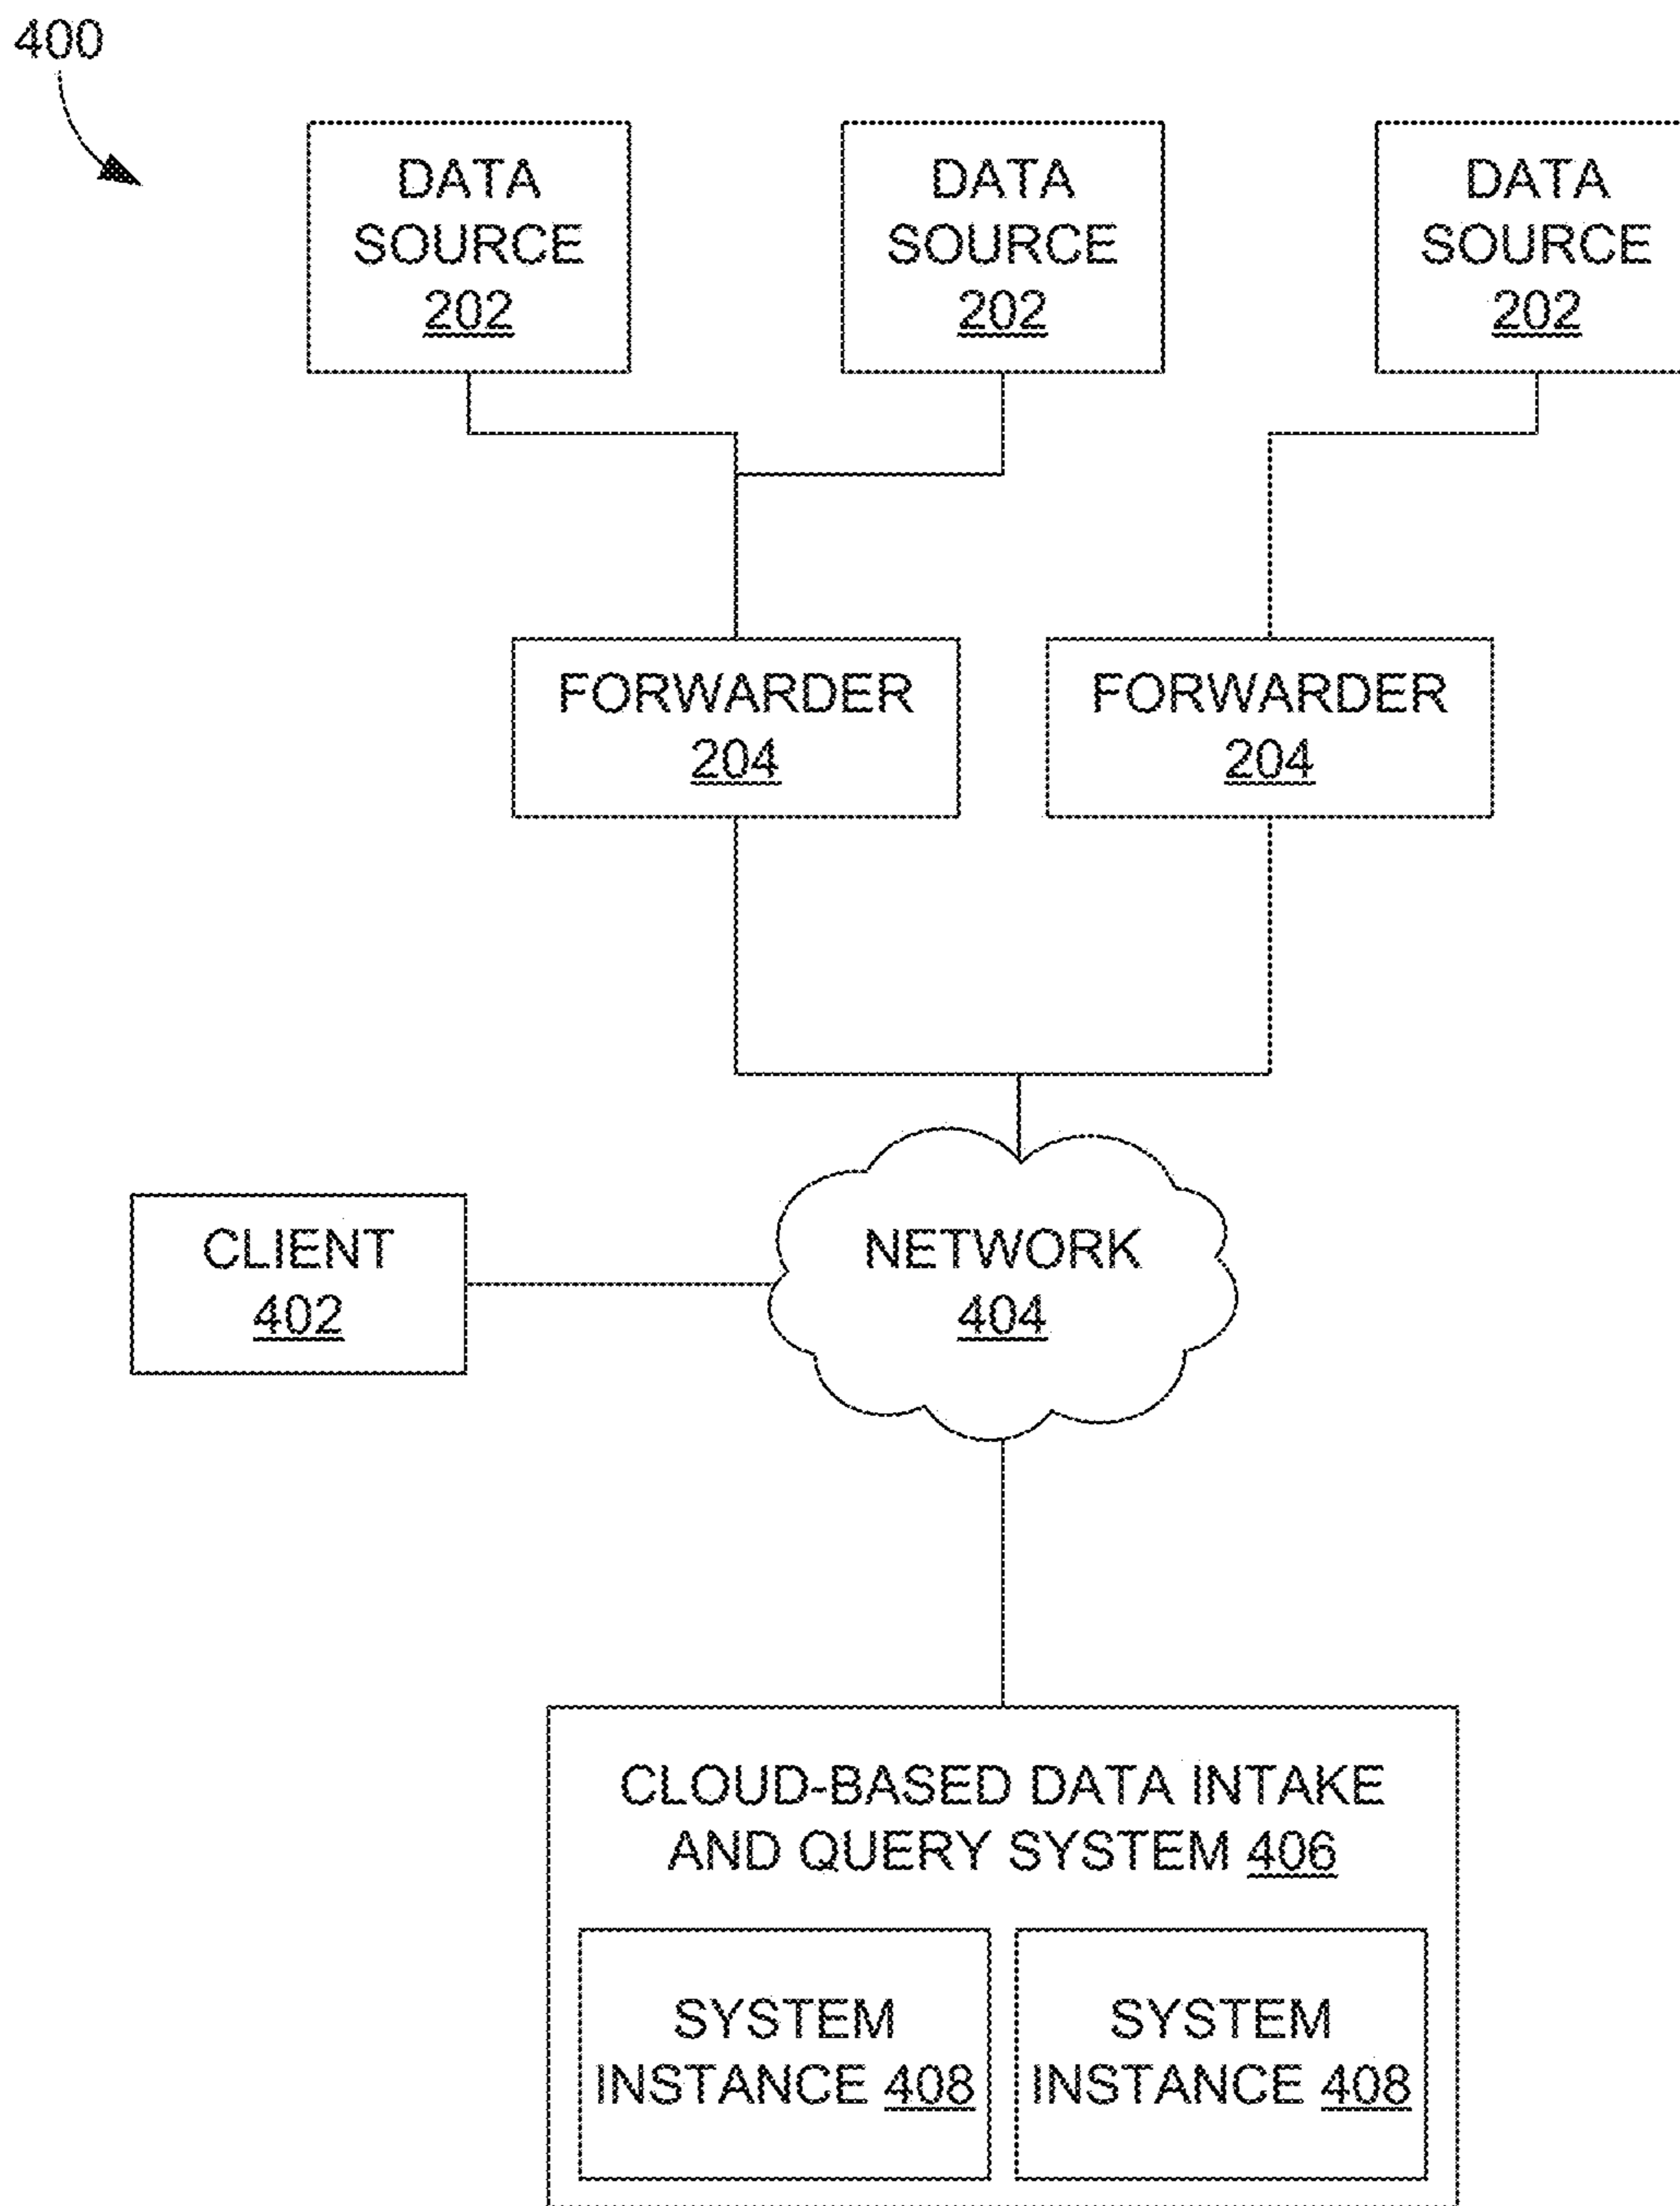 400
DATA
SOURCE
202
DATA
SOURCE
202
DATA
SOURCE
202
FORWARDER
204
FORWARDER
204
CLIENT
402
NETWORK
404
CLOUD-BASED DATA INTAKE
AND QUERY SYSTEM 406
SYSTEM
INSTANCE 408
SYSTEM
INSTANCE 408